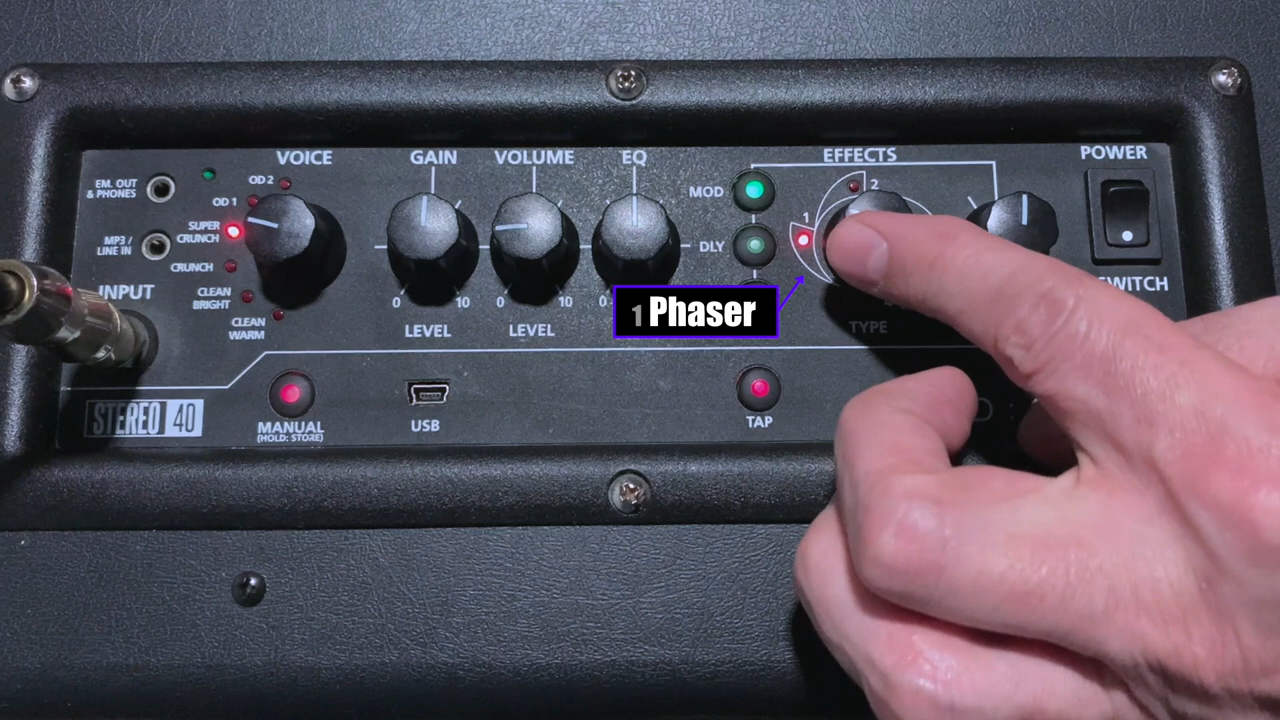 VOICE
GAIN
VOLUME
EQ
EFFECTS
POWER
EM. OUT
& PHONES
OD 2
OD 1
SUPER
CRUNCH
MP3 /
LINE IN
CRUNCH
CLEAN
BRIGHT
CLEAN
WARM
INPUT
MOD
DLY
1
2
0
10
0
10
0
1 Phaser
LEVEL
LEVEL
TYPE
SWITCH
STEREO 40
MANUAL
(HOLD: STORE)
USB
TAP